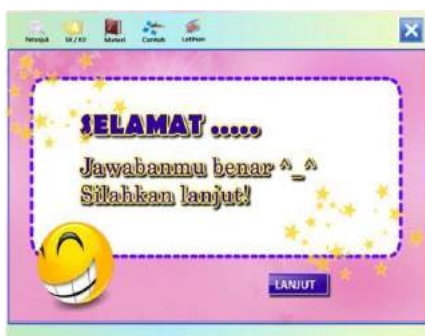 Petunjuk SK / KD Materi Contoh Latihan
SELAMAT .....
Jawabanmu benar ^_^
Silahkan lanjut!
LANJUT